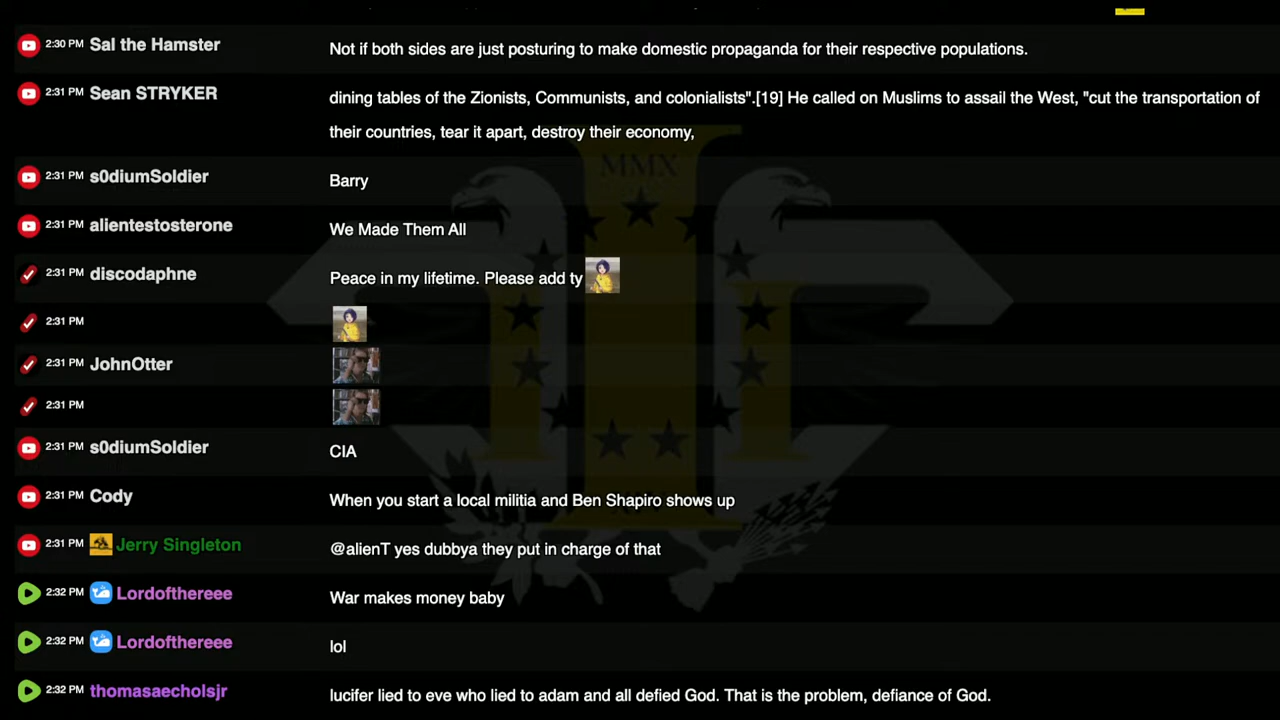 2:30 PM Sal the Hamster Not if both sides are just posturing to make domestic propaganda for their respective populations.
2:31 PM Sean STRYKER dining tables of the Zionists, Communists, and colonialists".[19] He called on Muslims to assail the West, "cut the transportation of
their countries, tear it apart, destroy their economy,
MMX
2:31 PM s0diumSoldier Barry
2:31 PM alientestosterone We Made Them All
2:31 PM discodaphne Peace in my lifetime. Please add ty
2:31 PM
2:31 PM JohnOtter
2:31 PM
2:31 PM s0diumSoldier CIA
2:31 PM Cody When you start a local militia and Ben Shapiro shows up
2:31 PM Jerry Singleton @alienT yes dubbya they put in charge of that
2:32 PM Lordofthereee War makes money baby
2:32 PM Lordofthereee lol
2:32 PM thomasaecholsjr lucifer lied to eve who lied to adam and all defied God. That is the problem, defiance of God.